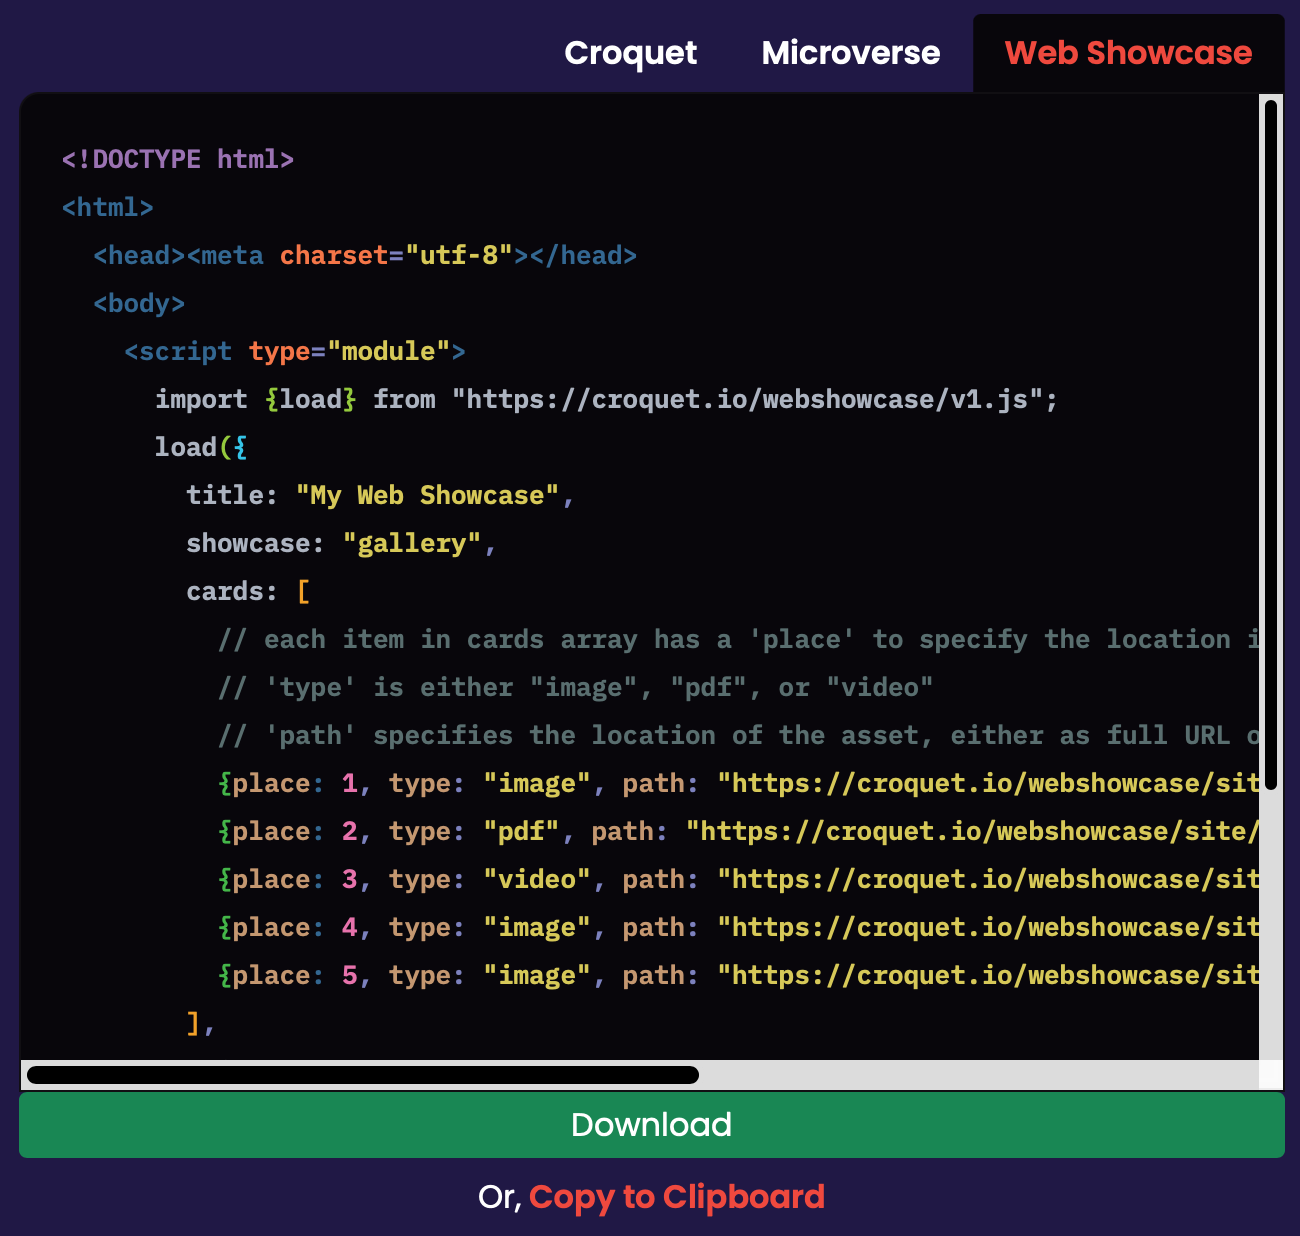 Croquet Microverse Web Showcase
<!DOCTYPE html>
<html>
<head><meta charset="utf-8"></head>
<body>
<script type="module">
import {load} from "https://croquet.io/webshowcase/v1.js";
load({
title: "My Web Showcase",
showcase: "gallery",
cards: [
// each item in cards array has a 'place' to specify the location
// 'type' is either "image", "pdf", or "video"
// 'path' specifies the location of the asset, either as full URL
{place: 1, type: "image", path: "https://croquet.io/webshowcase/sit
{place: 2, type: "pdf", path: "https://croquet.io/webshowcase/site/
{place: 3, type: "video", path: "https://croquet.io/webshowcase/sit
{place: 4, type: "image", path: "https://croquet.io/webshowcase/sit
{place: 5, type: "image", path: "https://croquet.io/webshowcase/sit
],
Download
Or, Copy to Clipboard